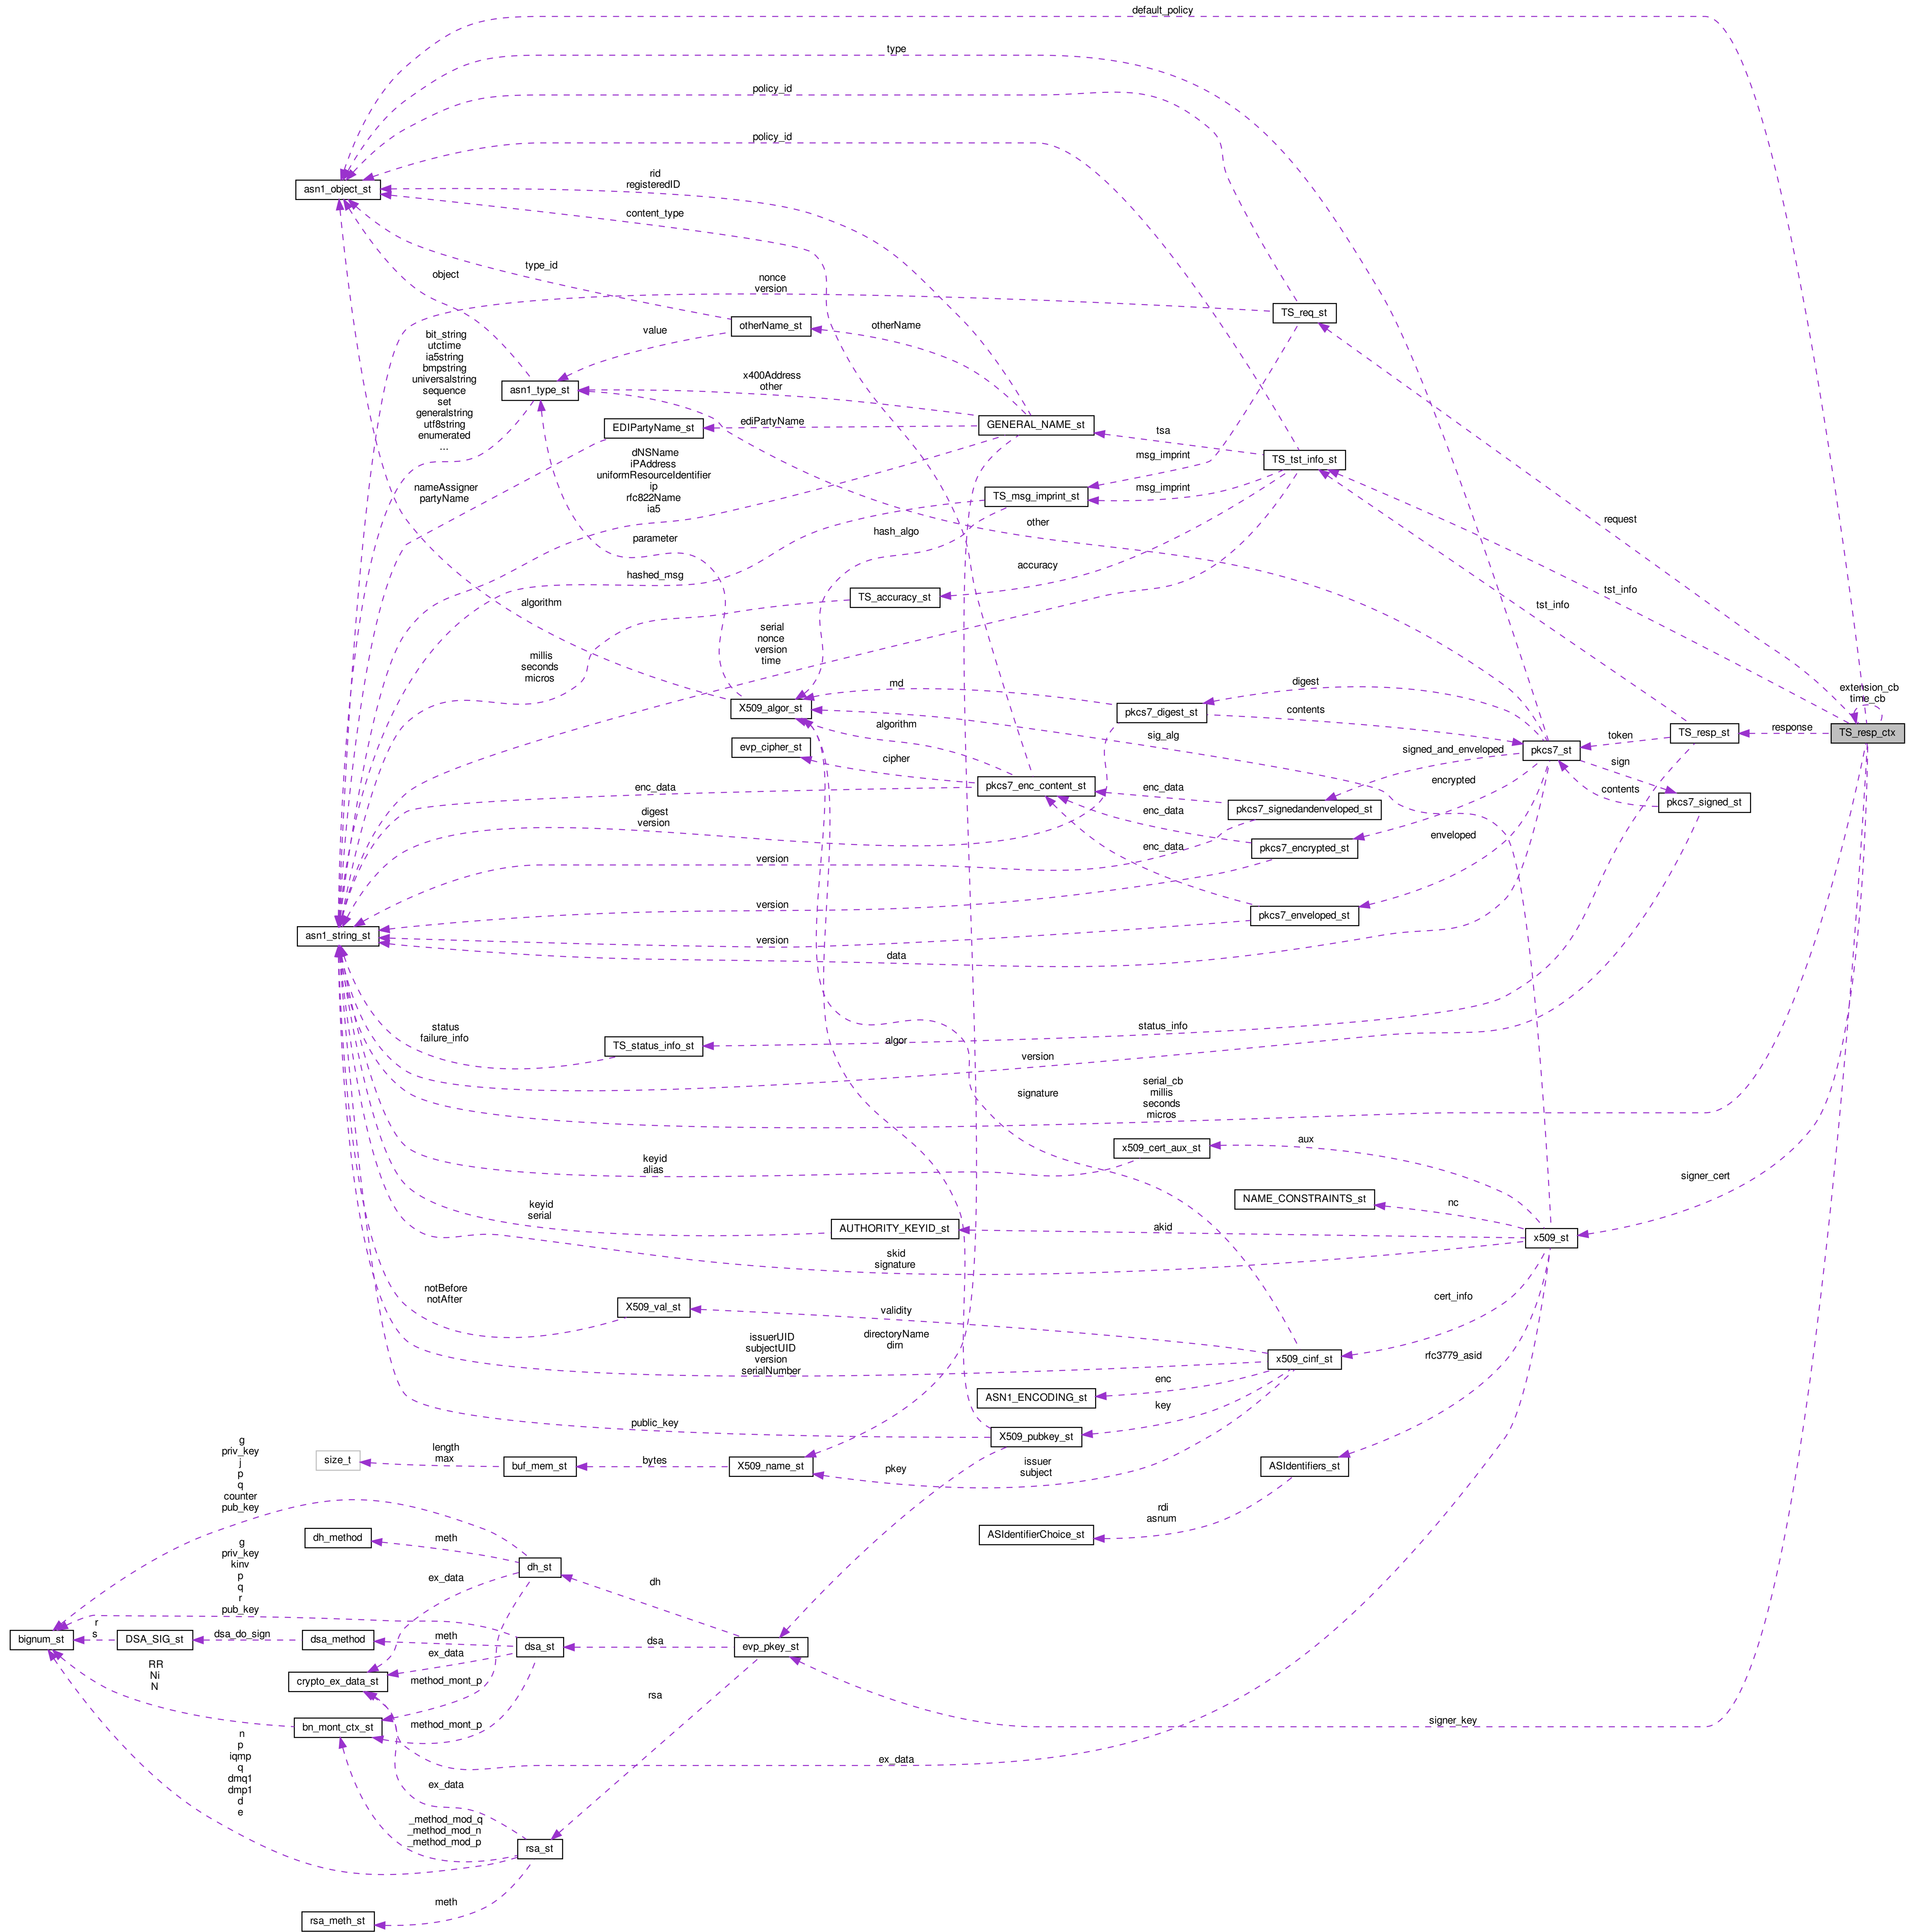 default_policy
type
policy_id
policy_id
rid
registeredID
asn1_object_st
content_type
type_id
object
nonce
version
TS_req_st
otherName_st
otherName
value
bit_string
utctime
ia5string
bmpstring
universalstring
sequence
set
generalstring
utf8string
enumerated
...
asn1_type_st
x400Address
other
EDIPartyName_st
ediPartyName
GENERAL_NAME_st
tsa
TS_tst_info_st
msg_imprint
dNSName
iPAddress
uniformResourceIdentifier
ip
rfc822Name
ia5
nameAssigner
partyName
TS_msg_imprint_st
msg_imprint
request
other
hash_algo
parameter
hashed_msg
accuracy
TS_accuracy_st
tst_info
tst_info
algorithm
serial
nonce
version
time
millis
seconds
micros
md
digest
extension_cb
time_cb
X509_algor_st
pkcs7_digest_st
contents
algorithm
sig_alg
evp_cipher_st
cipher
signed_and_enveloped
pkcs7_st
token
TS_resp_st
response
TS_resp_ctx
sign
enc_data
pkcs7_enc_content_st
enc_data
encrypted
contents
pkcs7_signed_st
digest
version
enc_data
pkcs7_signedandenveloped_st
enveloped
version
enc_data
pkcs7_encrypted_st
version
pkcs7_enveloped_st
asn1_string_st
version
data
status
failure_info
TS_status_info_st
algor
status_info
version
signature
serial_cb
millis
seconds
micros
x509_cert_aux_st
aux
keyid
alias
signer_cert
NAME_CONSTRAINTS_st
nc
keyid
serial
AUTHORITY_KEYID_st
akid
x509_st
skid
signature
notBefore
notAfter
X509_val_st
validity
cert_info
issuerUID
subjectUID
version
serialNumber
directoryName
dirn
x509_cinf_st
rfc3779_asid
ASN1_ENCODING_st
enc
key
public_key
X509_pubkey_st
g
priv_key
j
p
q
counter
pub_key
size_t
length
max
buf_mem_st
bytes
X509_name_st
pkey
issuer
subject
ASIdentifiers_st
rdi
asnum
ASIdentifierChoice_st
dh_method
meth
dh_st
g
priv_key
kinv
p
q
r
pub_key
ex_data
dh
bignum_st
r
s
DSA_SIG_st
dsa_do_sign
dsa_method
meth
dsa_st
dsa
evp_pkey_st
ex_data
RR
Ni
N
crypto_ex_data_st
method_mont_p
rsa
bn_mont_ctx_st
method_mont_p
signer_key
n
p
iqmp
q
dmq1
dmp1
d
e
ex_data
ex_data
_method_mod_q
_method_mod_n
_method_mod_p
rsa_st
meth
rsa_meth_st